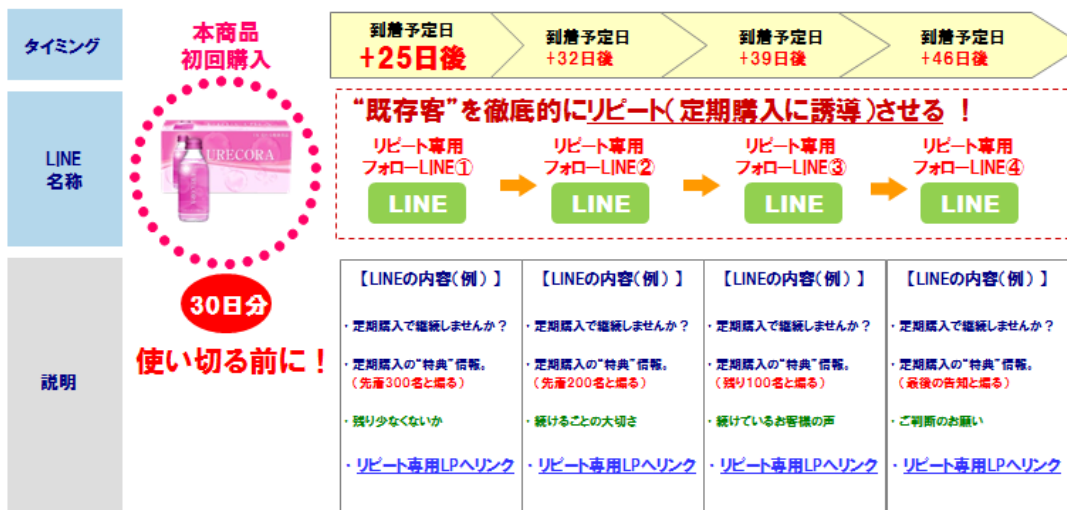 タイミング
本商品
初回購入
到着予定日
+25日後
到着予定日
+32日後
到着予定日
+39日後
到着予定日
+46日後
LINE
名称
URECORA
“既存客”を徹底的にリピート(定期購入に誘導)させる！
リピート専用
フォローLINE①
LINE
リピート専用
フォローLINE②
LINE
リピート専用
フォローLINE③
LINE
リピート専用
フォローLINE④
LINE
説明
30日分
使い切る前に！
【LINEの内容(例)】
・定期購入で継続しませんか？
・定期購入の“特典”情報。
(先着300名と煽る)
・残り少なくないか
・リピート専用LPへリンク
【LINEの内容(例)】
・定期購入で継続しませんか？
・定期購入の“特典”情報。
(先着200名と煽る)
・続けることの大切さ
・リピート専用LPへリンク
【LINEの内容(例)】
・定期購入で継続しませんか？
・定期購入の“特典”情報。
(残り100名と煽る)
・続けているお客様の声
・リピート専用LPへリンク
【LINEの内容(例)】
・定期購入で継続しませんか？
・定期購入の“特典”情報。
(最後の告知と煽る)
・ご判断のお願い
・リピート専用LPへリンク